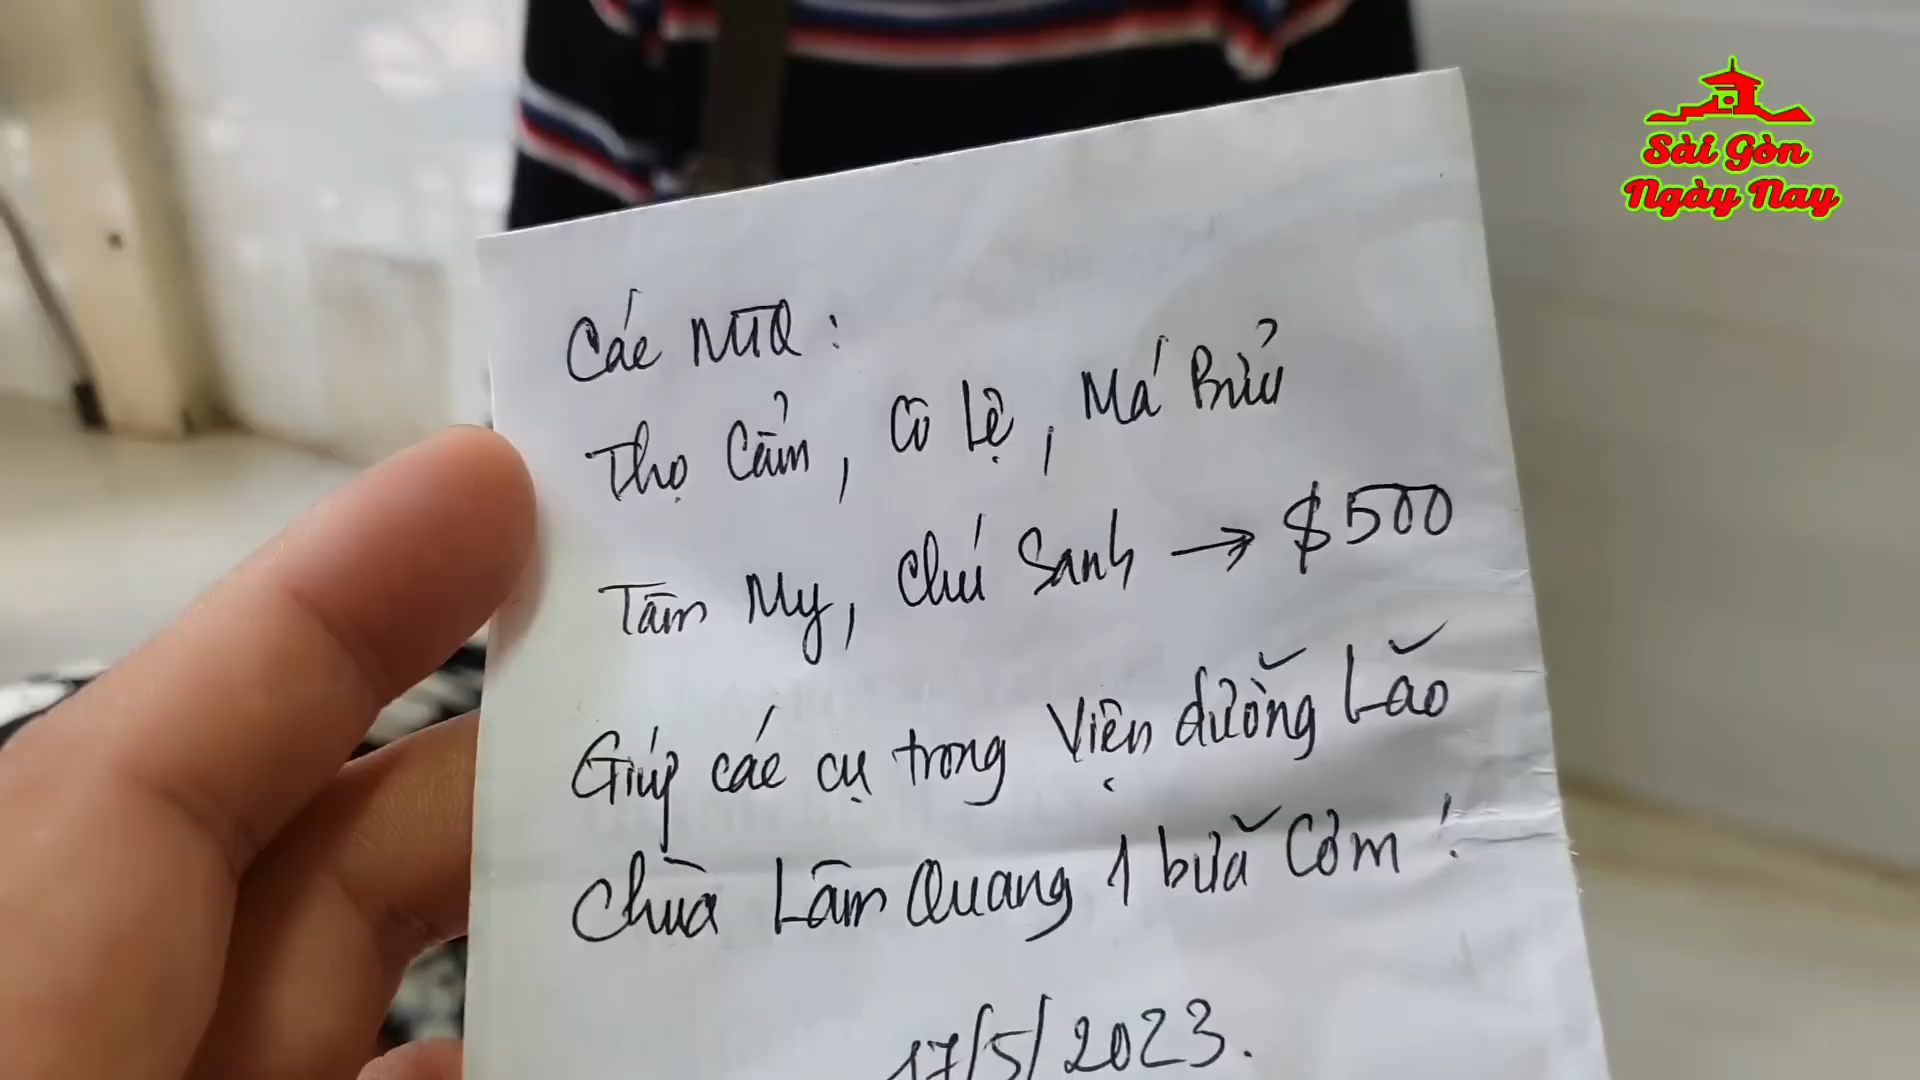 Sài Gòn
Ngày Nay
Các MTQ :
Thọ Cẩm, Cô Lệ, Má Bửu
Tâm My, Chú Sanh → $500
Giúp các cụ trong Viện dưỡng Lão
Chùa Lâm Quang 1 bữa Cơm !
17/5/2023.